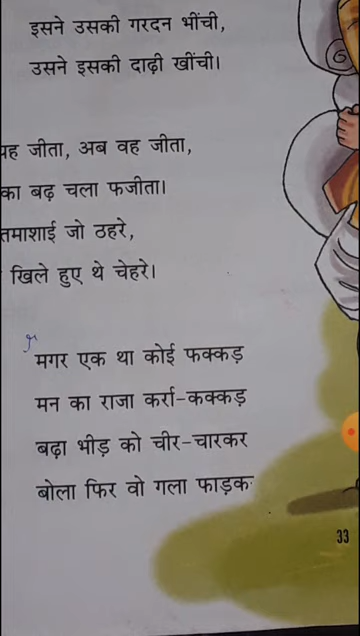 इसने उसकी गरदन भींची,
उसने इसकी दाढ़ी खींची।
जीता, अब वह जीता,
का बढ़ चला फजीता।
तमाशाई जो ठहरे,
खिले हुए थे चेहरे।
मगर एक था कोई फक्कड़
मन का राजा कर्रा-कक्कड़
बढ़ा भीड़ को चीर-चारकर
बोला फिर वो गला
33